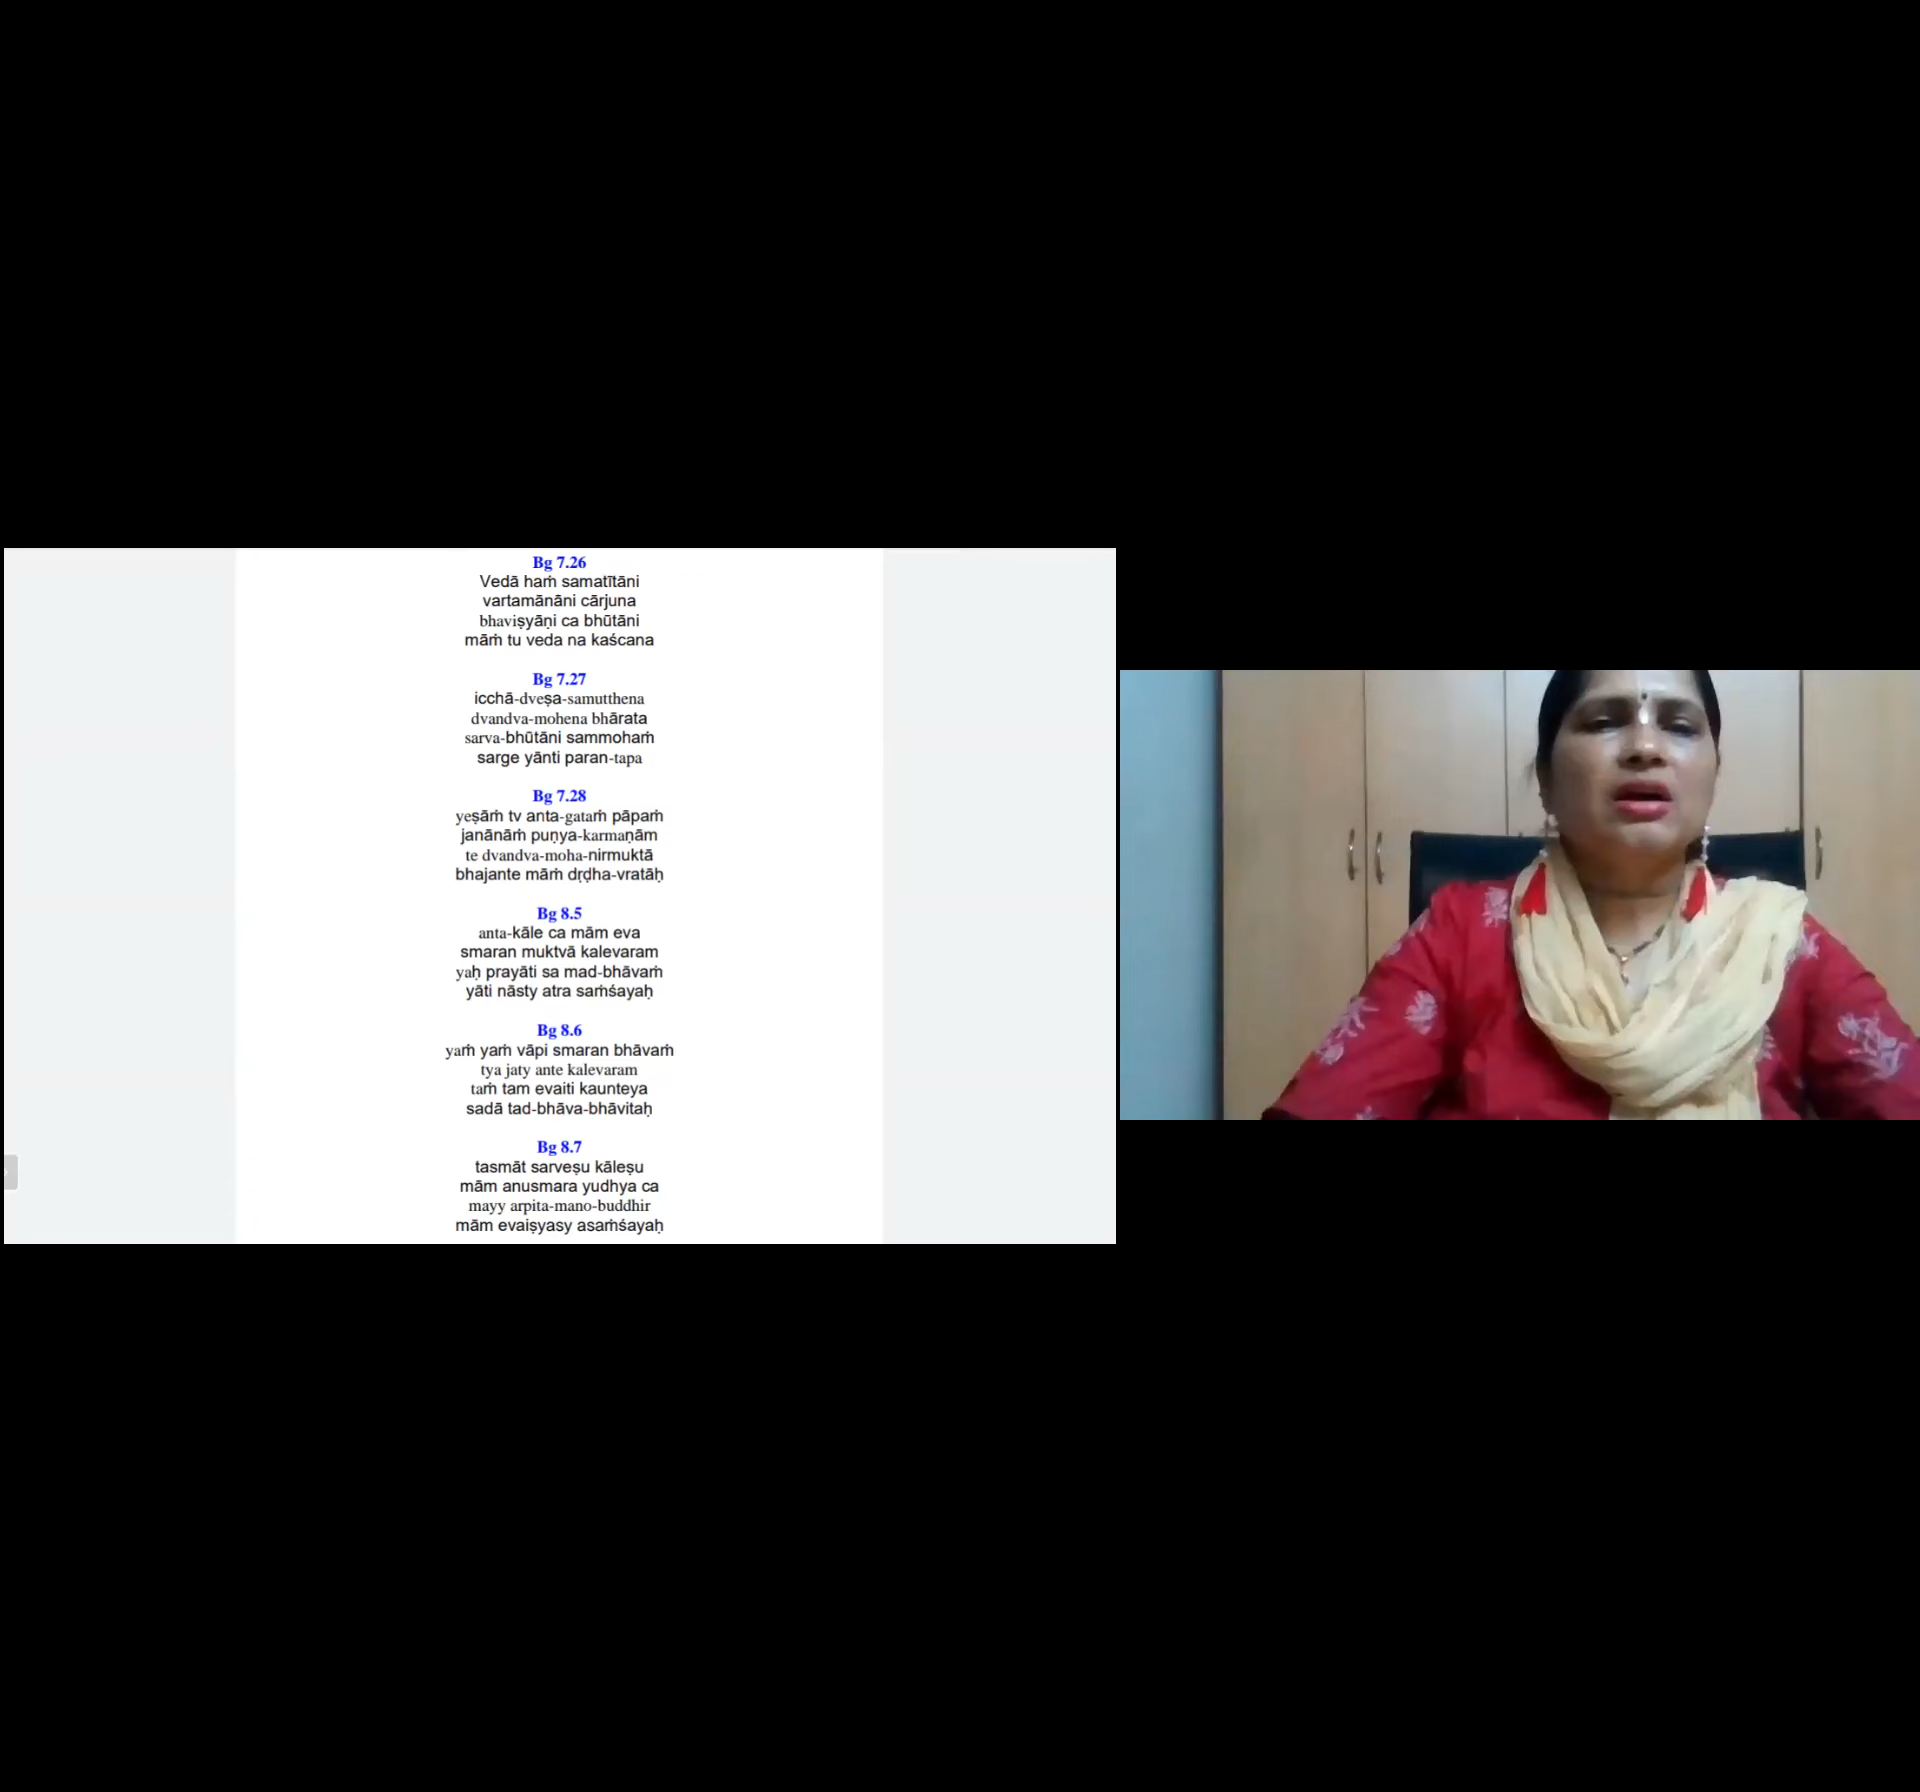 Bg 7.26
Vedā haṁ samatītāni
vartamānāni cārjuna
bhaviṣyāṇi ca bhūtāni
māṁ tu veda na kaścana
Bg 7.27
icchā-dveṣa-samutthena
dvandva-mohena bhārata
sarva-bhūtāni sammohaṁ
sarge yānti paran-tapa
Bg 7.28
yeṣāṁ tv anta-gataṁ pāpaṁ
janānāṁ puṇya-karmaṇām
te dvandva-moha-nirmuktā
bhajante māṁ dṛḍha-vratāḥ
Bg 8.5
anta-kāle ca mām eva
smaran muktvā kalevaram
yaḥ prayāti sa mad-bhāvaṁ
yāti nāsty atra saṁśayaḥ
Bg 8.6
yaṁ yaṁ vāpi smaran bhāvaṁ
tya jaty ante kalevaram
taṁ tam evaiti kaunteya
sadā tad-bhāva-bhāvitaḥ
Bg 8.7
tasmāt sarveṣu kāleṣu
mām anusmara yudhya ca
mayy arpita-mano-buddhir
mām evaiṣyasy asaṁśayaḥ